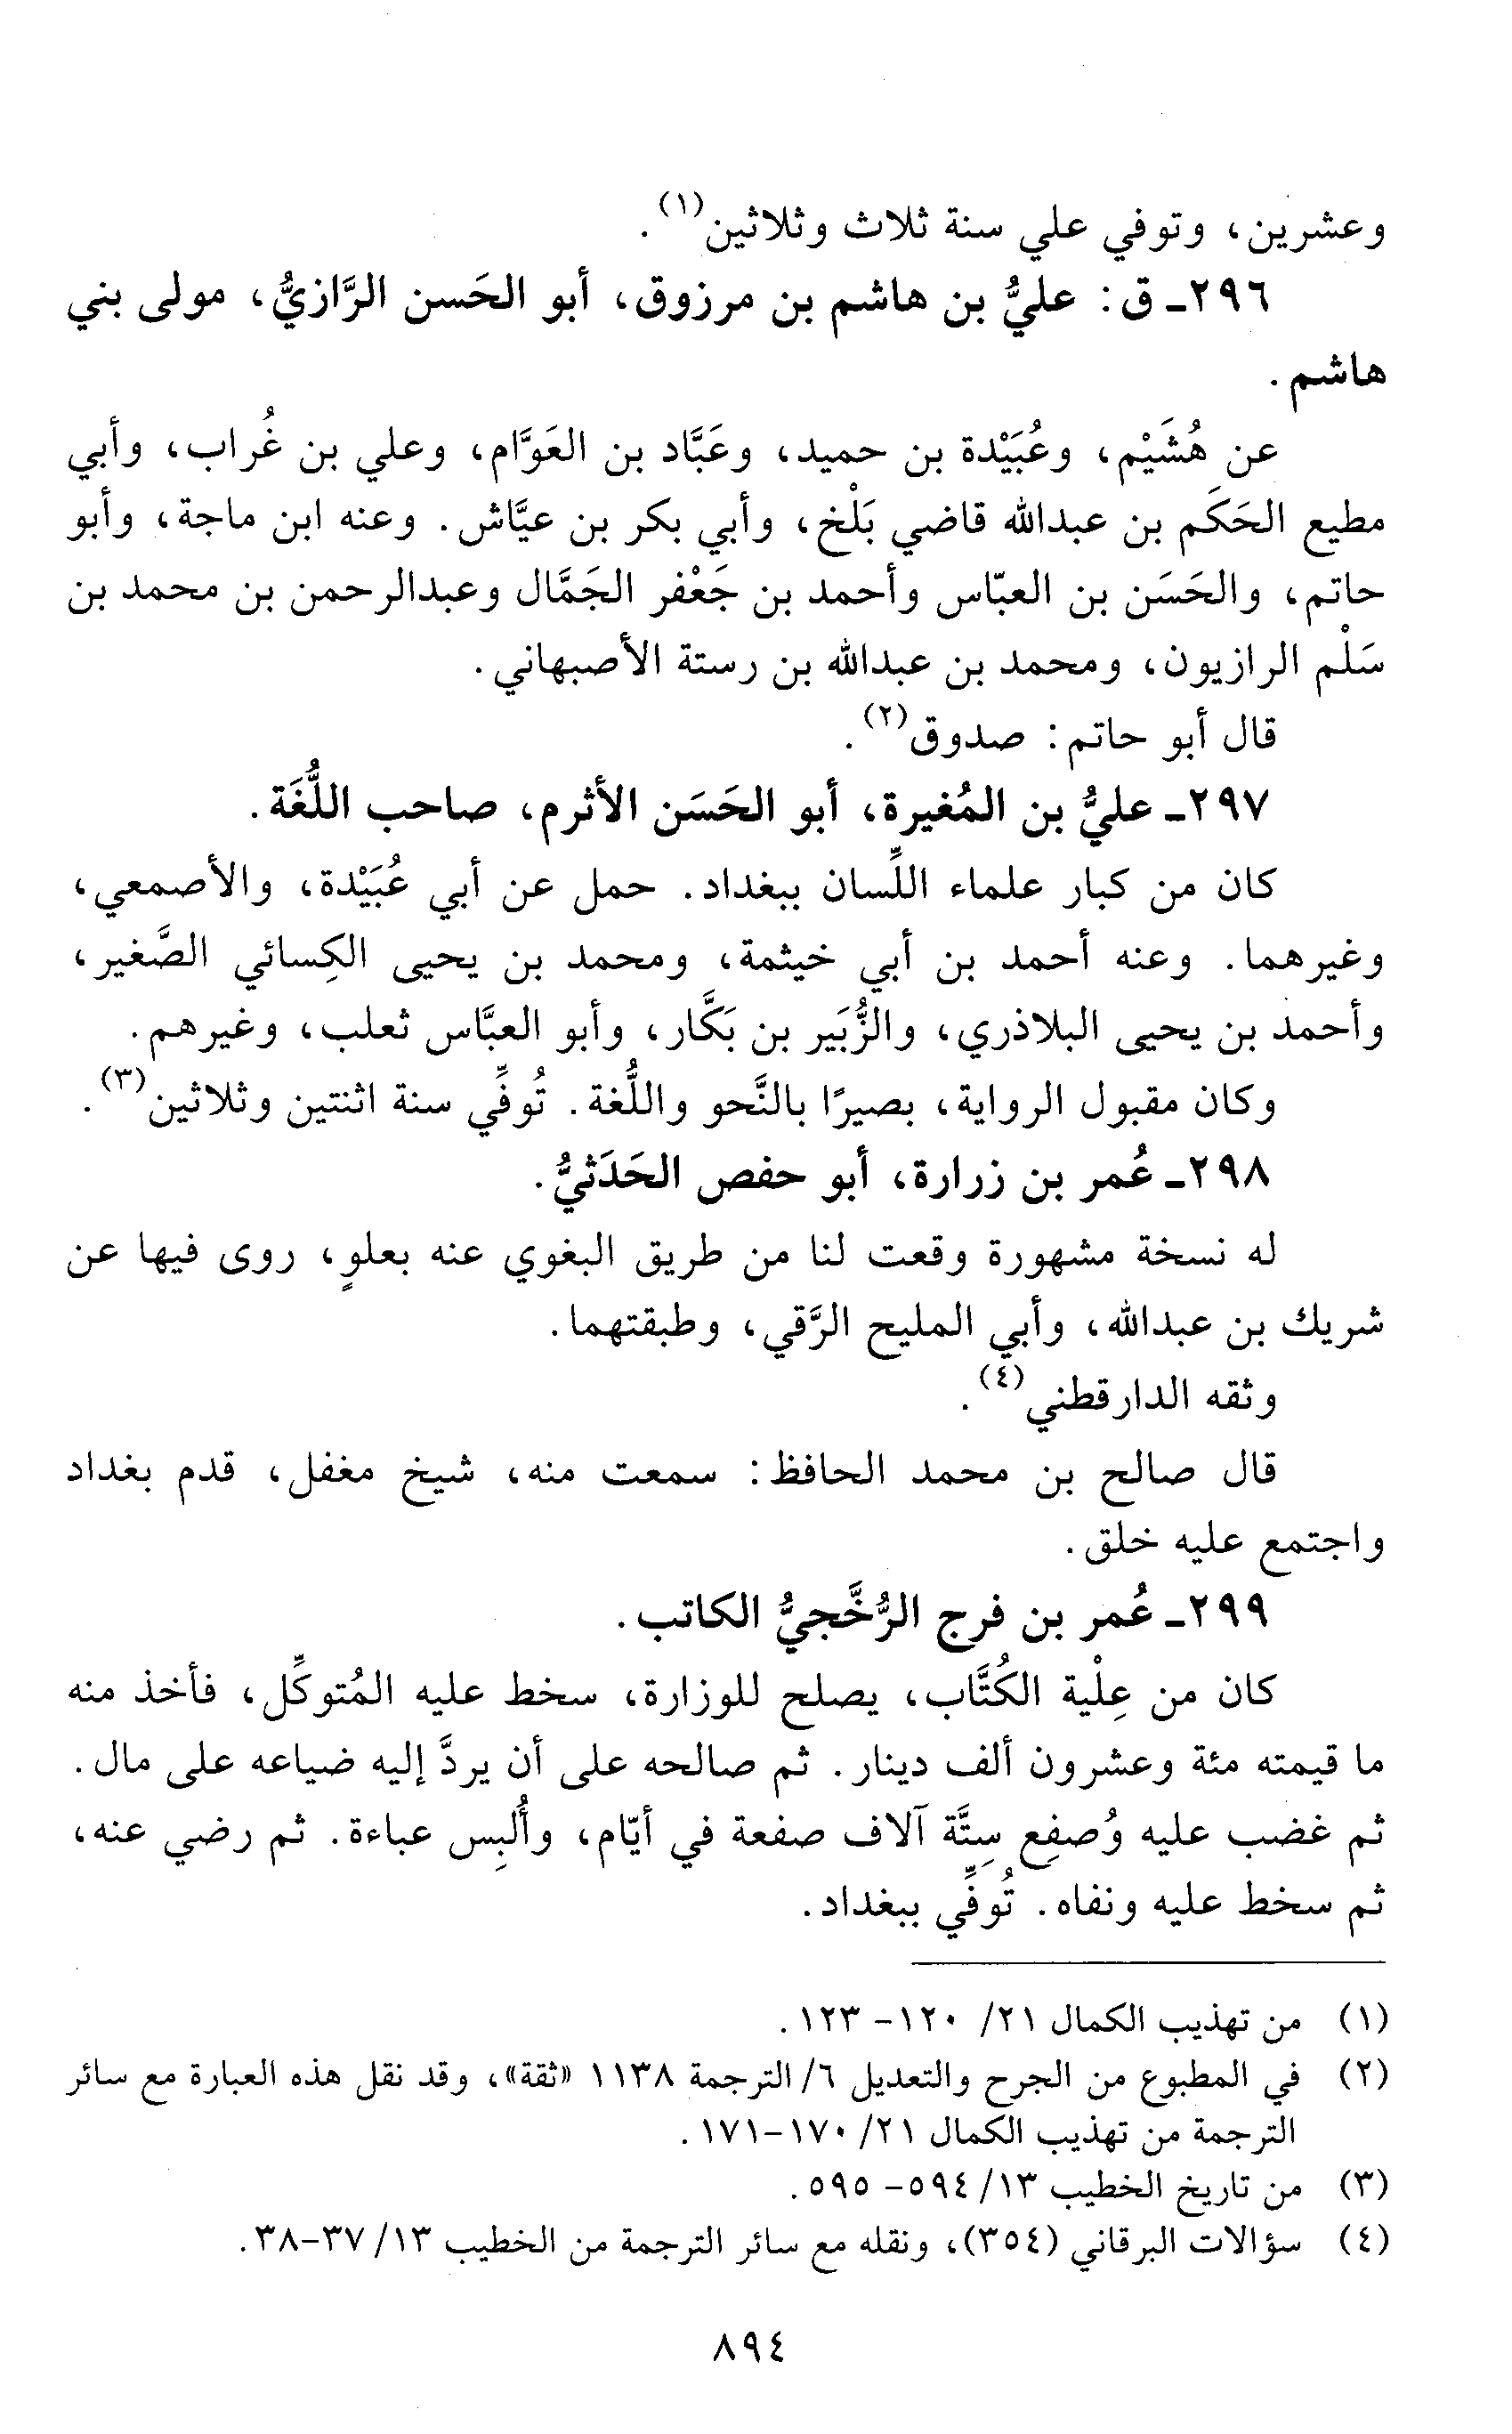 وعشرين، وتوفي علي سنة ثلاث وثلاثين(١).
٢٩٦ـ ق: عليُّ بن هاشم بن مرزوق، أبو الحَسن الرَّازيُّ، مولى بني
هاشم.
عن هُشَيْم، وعُبَيْدة بن حميد، وعَبَّاد بن العَوَّام، وعلي بن غُراب، وأبي
مطيع الحَكَم بن عبدالله قاضي بَلْخ، وأبي بكر بن عيَّاش. وعنه ابن ماجة، وأبو
حاتم، والحَسَن بن العبّاس وأحمد بن جَعْفر الجَمَّال وعبدالرحمن بن محمد بن
سَلْم الرازيون، ومحمد بن عبدالله بن رستة الأصبهاني.
قال أبو حاتم: صدوق(٢).
٢٩٧ـ عليُّ بن المُغيرة، أبو الحَسَن الأثرم، صاحب اللُّغَة.
كان من كبار علماء اللِّسان ببغداد. حمل عن أبي عُبَيْدة، والأصمعي،
وغيرهما. وعنه أحمد بن أبي خيثمة، ومحمد بن يحيى الكِسائي الصَّغير،
وأحمد بن يحيى البلاذري، والزُّبَير بن بَكَّار، وأبو العبَّاس ثعلب، وغيرهم.
وكان مقبول الرواية، بصيرًا بالنَّحو واللُّغة. تُوفِّي سنة اثنتين وثلاثين(٣).
٢٩٨ـ عُمر بن زرارة، أبو حفص الحَدَثيُّ.
له نسخة مشهورة وقعت لنا من طريق البغوي عنه بعلوٍ، روى فيها عن
شريك بن عبدالله، وأبي المليح الرَّقي، وطبقتهما.
وثقه الدارقطني(٤).
قال صالح بن محمد الحافظ: سمعت منه، شيخ مغفل، قدم بغداد
واجتمع عليه خلق.
٢٩٩ـ عُمر بن فرج الرُّخَّجيُّ الكاتب.
كان من عِلْية الكُتَّاب، يصلح للوزارة، سخط عليه المُتوكِّل، فأخذ منه
ما قيمته مئة وعشرون ألف دينار. ثم صالحه على أن يردَّ إليه ضياعه على مال.
ثم غضب عليه وُصفِع سِتَّة آلاف صفعة في أيّام، وأُلبِس عباءة. ثم رضي عنه،
ثم سخط عليه ونفاه. تُوفِّي ببغداد.
(١) من تهذيب الكمال ٢١/ ١٢٠- ١٢٣.
(٢) في المطبوع من الجرح والتعديل ٦/ الترجمة ١١٣٨ «ثقة»، وقد نقل هذه العبارة مع سائر
الترجمة من تهذيب الكمال ٢١/ ١٧٠-١٧١.
(٣) من تاريخ الخطيب ١٣/ ٥٩٤- ٥٩٥.
(٤) سؤالات البرقاني (٣٥٤)، ونقله مع سائر الترجمة من الخطيب ١٣/ ٣٧-٣٨.
٨٩٤